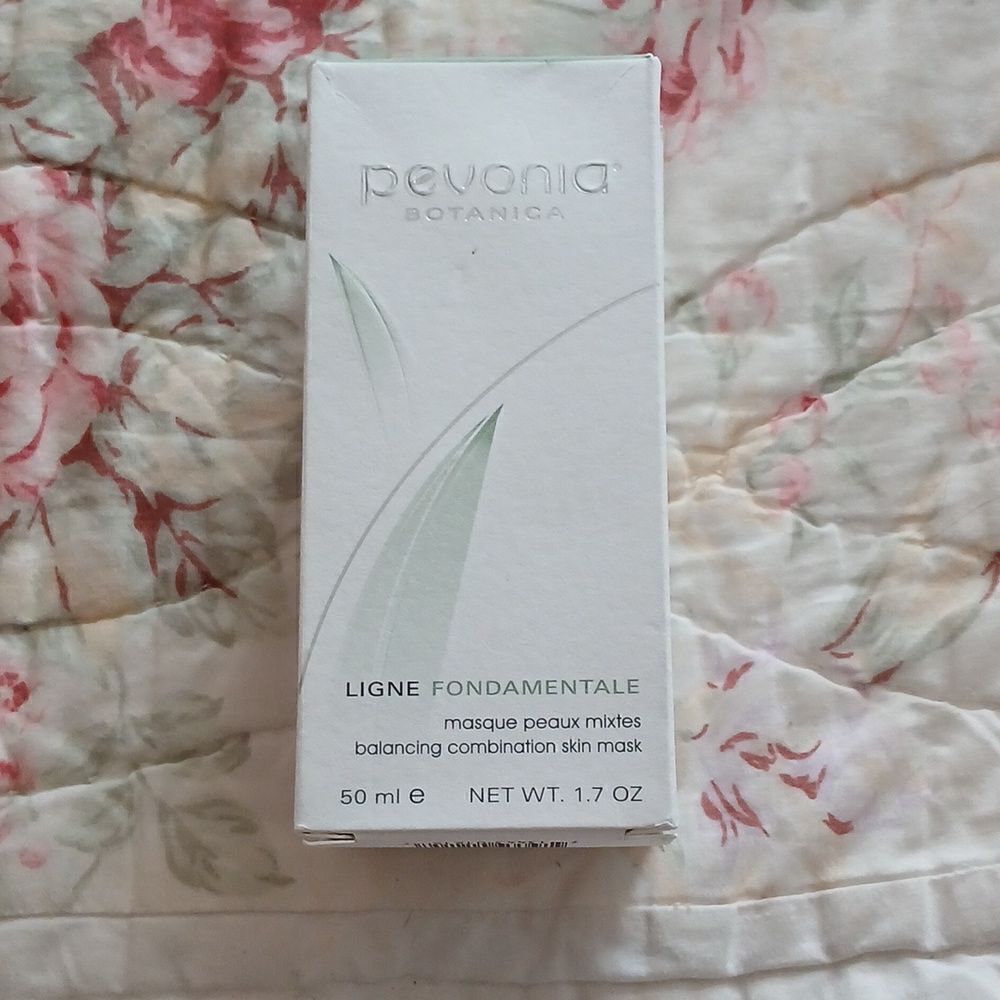 pevonia®
BOTANICA
LIGNE FONDAMENTALE
masque peaux mixtes
balancing combination skin mask
50 ml e NET WT. 1.7 OZ